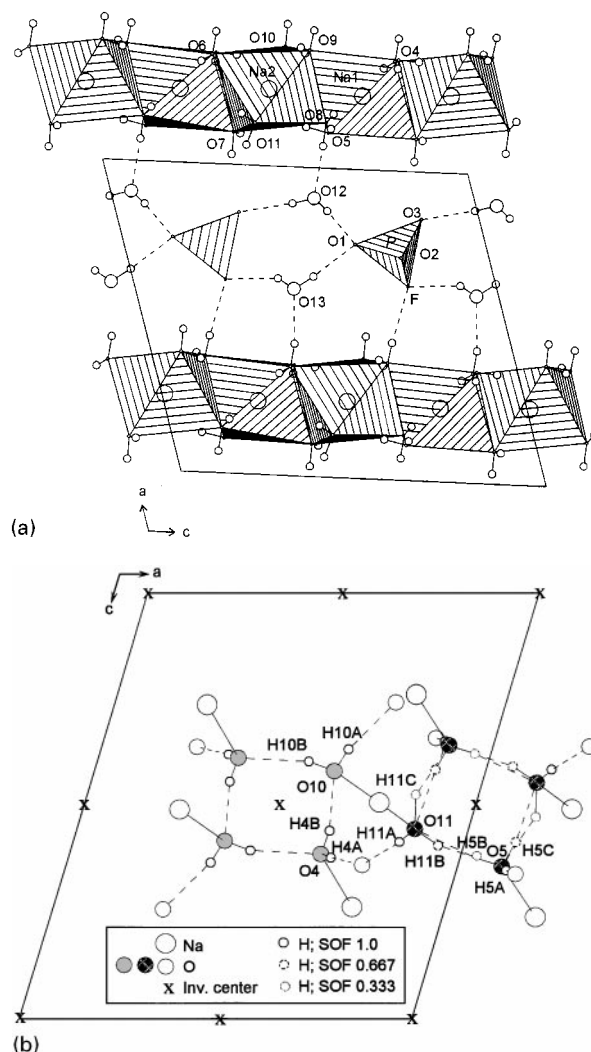 O6 O10 O9 O4
Na2 Na1
O8
O7 O11 O5
O12
O3
O1 P
O2
F
O13
a
c
(a)
a
c
x x x
H10A
H10B
O10
H11C
x x O11 x
H4B
H11A
H4A H5B O5 H5C
O4 H11B
H5A
Na
O
x Inv. center
H; SOF 1.0
H; SOF 0.667
H; SOF 0.333
x x x
(b)